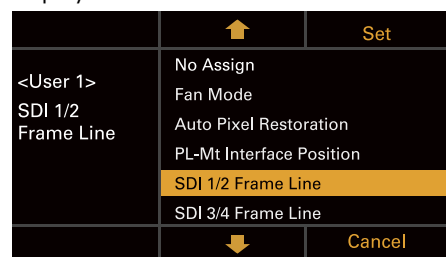 Set
<User 1>
SDI 1/2
Frame Line
No Assign
Fan Mode
Auto Pixel Restoration
PL-Mt Interface Position
SDI 1/2 Frame Line
SDI 3/4 Frame Line
Cancel